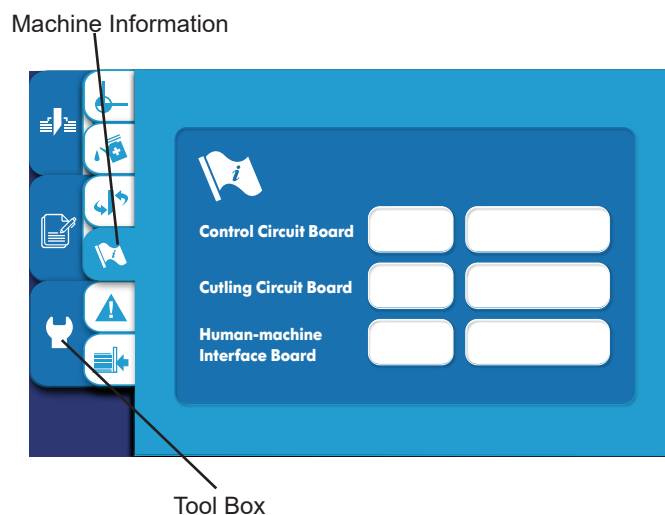 Machine Information
i
Control Circuit Board
Cutling Circuit Board
Human-machine
Interface Board
i
Tool Box